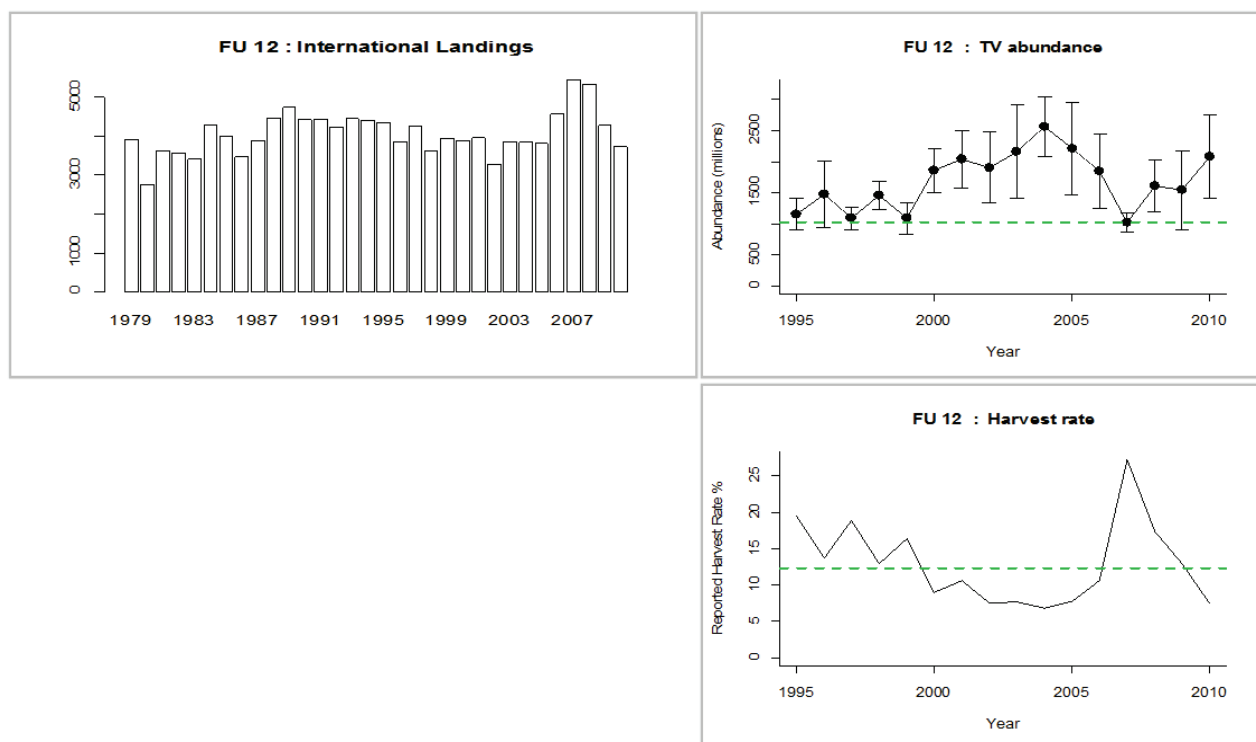 FU 12 : International Landings
5000
3000
1000
0
1979 1983 1987 1991 1995 1999 2003 2007
FU 12 : TV abundance
Abundance (millions)
2500
1500
500
0
1995 2000 2005 2010
Year
FU 12 : Harvest rate
Reported Harvest Rate %
25
20
15
10
5
0
1995 2000 2005 2010
Year